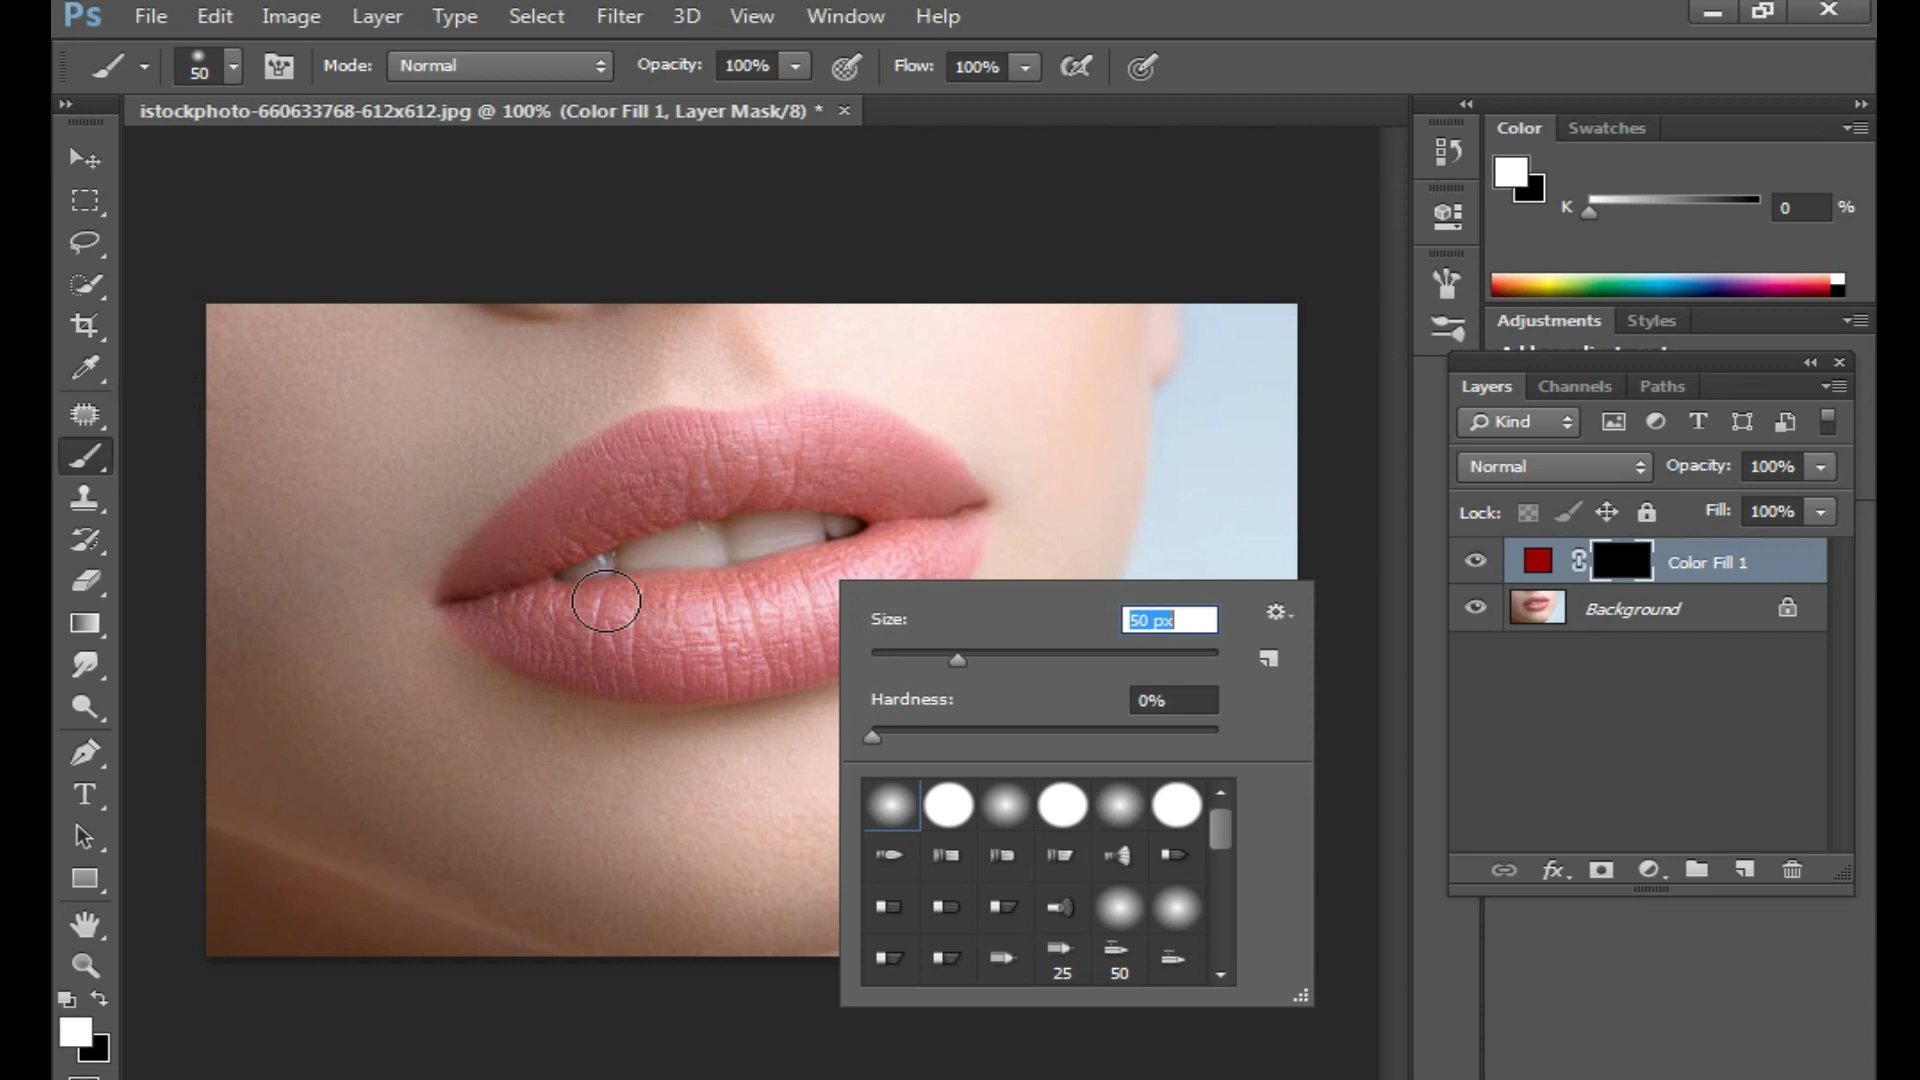 Ps File Edit Image Layer Type Select Filter 3D View Window Help
50 Mode: Normal Opacity: 100% Flow: 100%
istockphoto-660633768-612x612.jpg @ 100% (Color Fill 1, Layer Mask/8) *
Color Swatches
K 0 %
Adjustments Styles
Layers Channels Paths
Kind T
Normal Opacity: 100%
Lock: Fill: 100%
Color Fill 1
Background
fx
Size: 50 px
Hardness: 0%
25 50
T